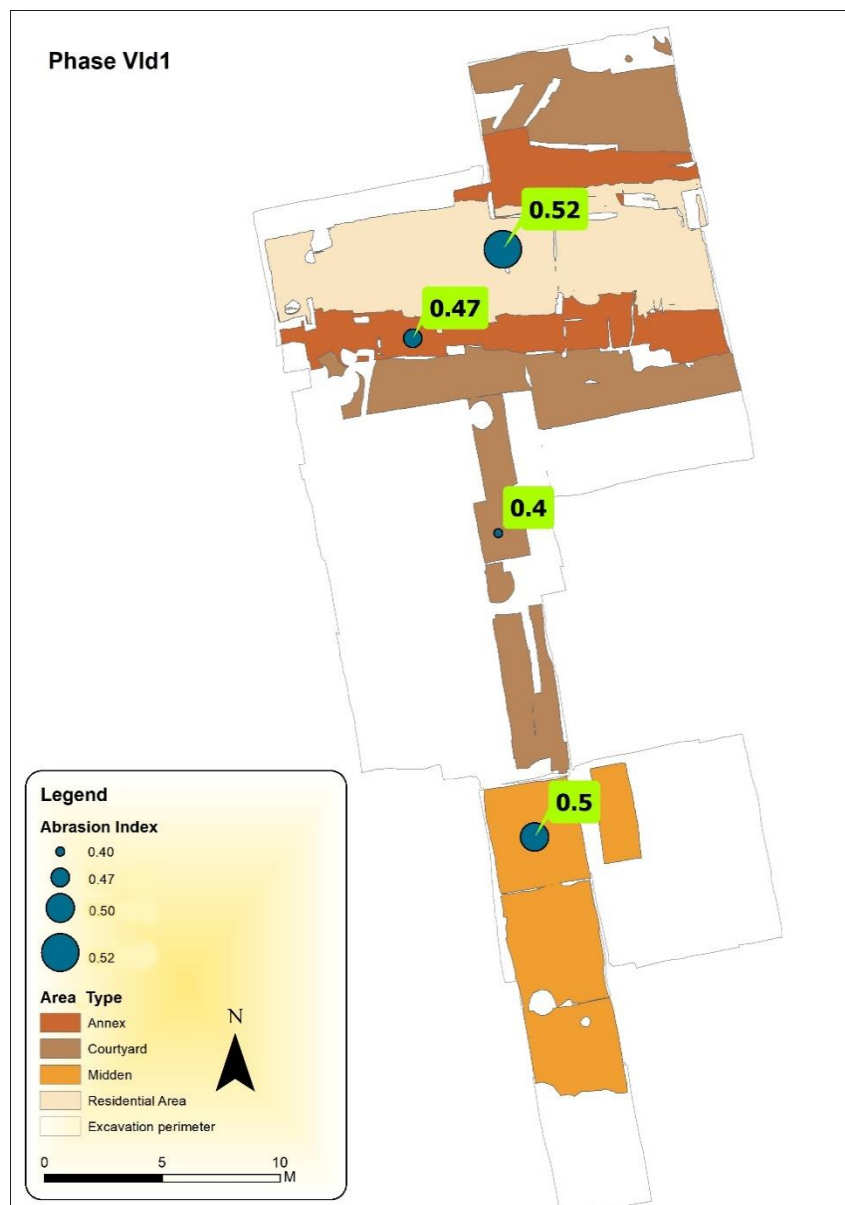 Phase VId1
0.52
0.47
0.4
0.5
Legend
Abrasion Index
0.40
0.47
0.50
0.52
Area Type
Annex
Courtyard
Midden
Residential Area
Excavation perimeter
N
0 5 10
M